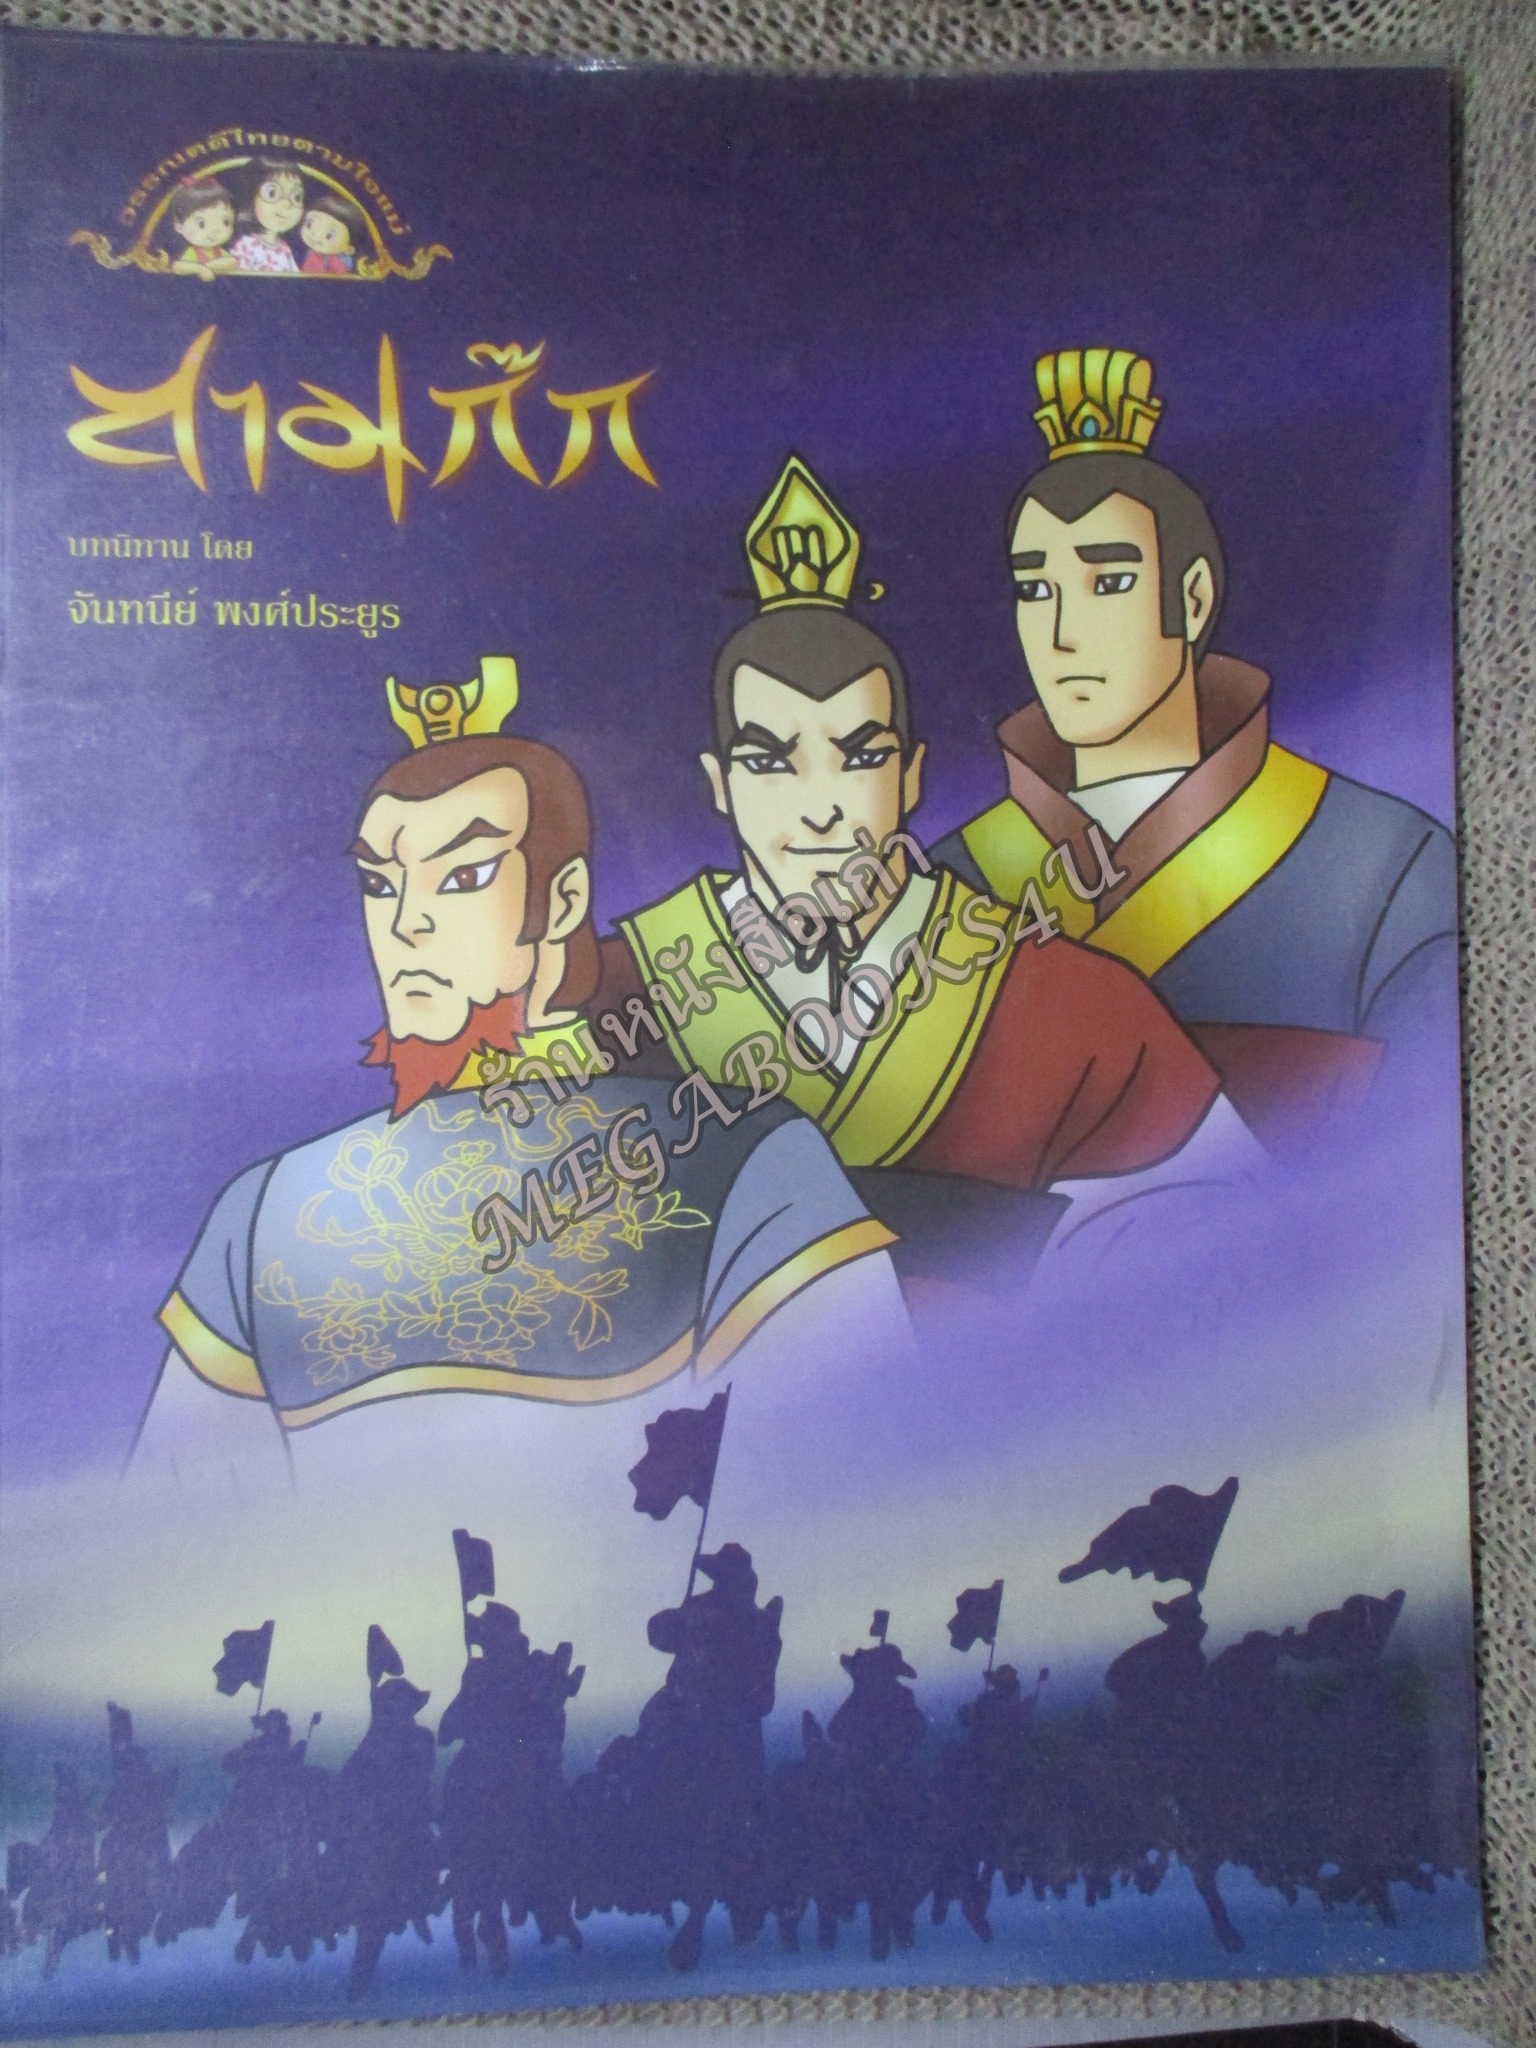 วรรณคดีไทยตามใจแม่
สามก๊ก
บทนิทาน โดย
จันทนีย์ พงศ์ประยูร
ร้านหนังสือเก่า
MEGABOOKS4U